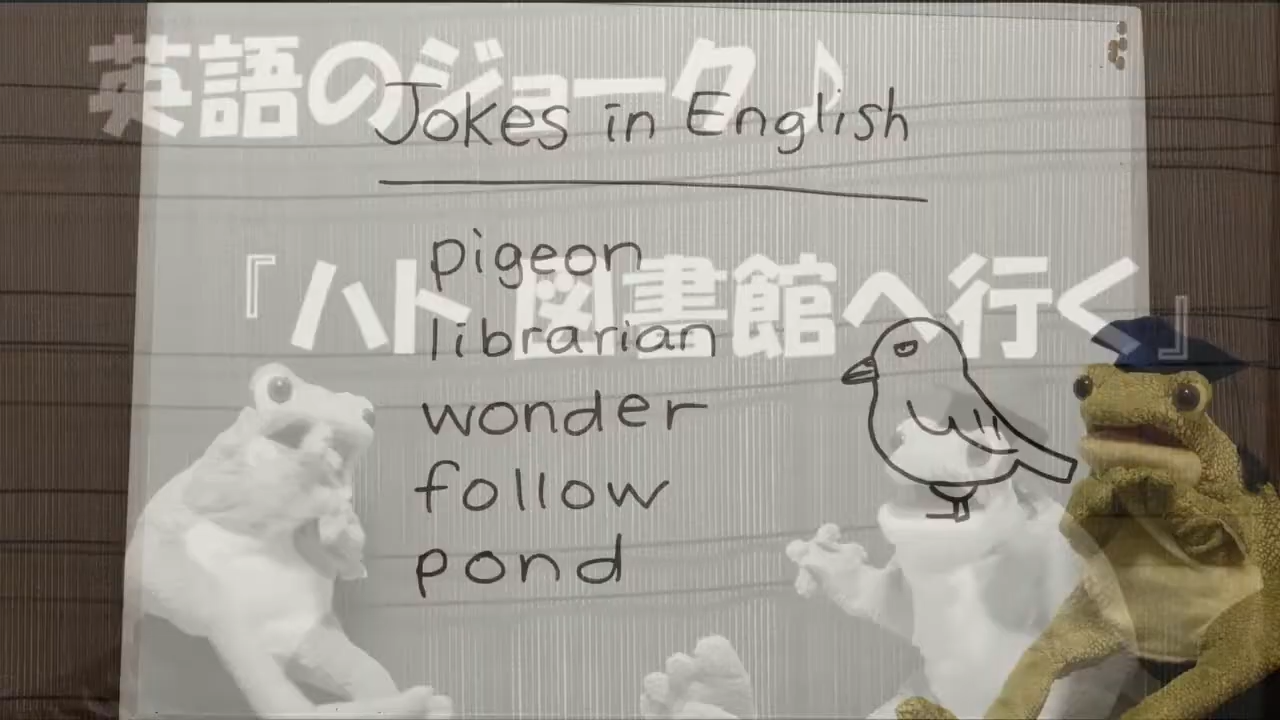 英語のジョーク♪
Jokes in English
pigeon
『ハト図書館へ行く』
librarian
wonder
follow
pond